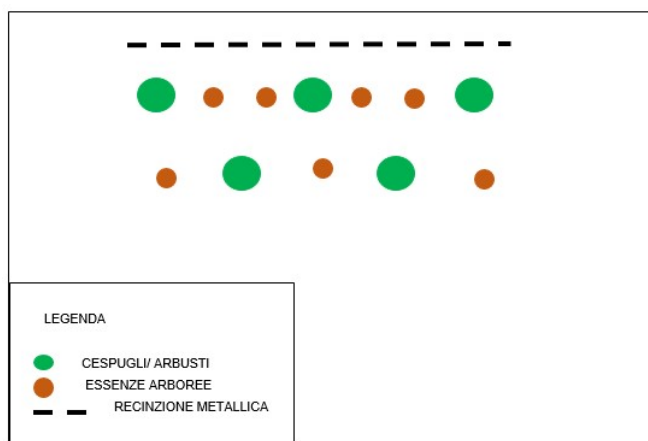 LEGENDA
CESPUGLI/ ARBUSTI
ESSENZE ARBOREE
RECINZIONE METALLICA